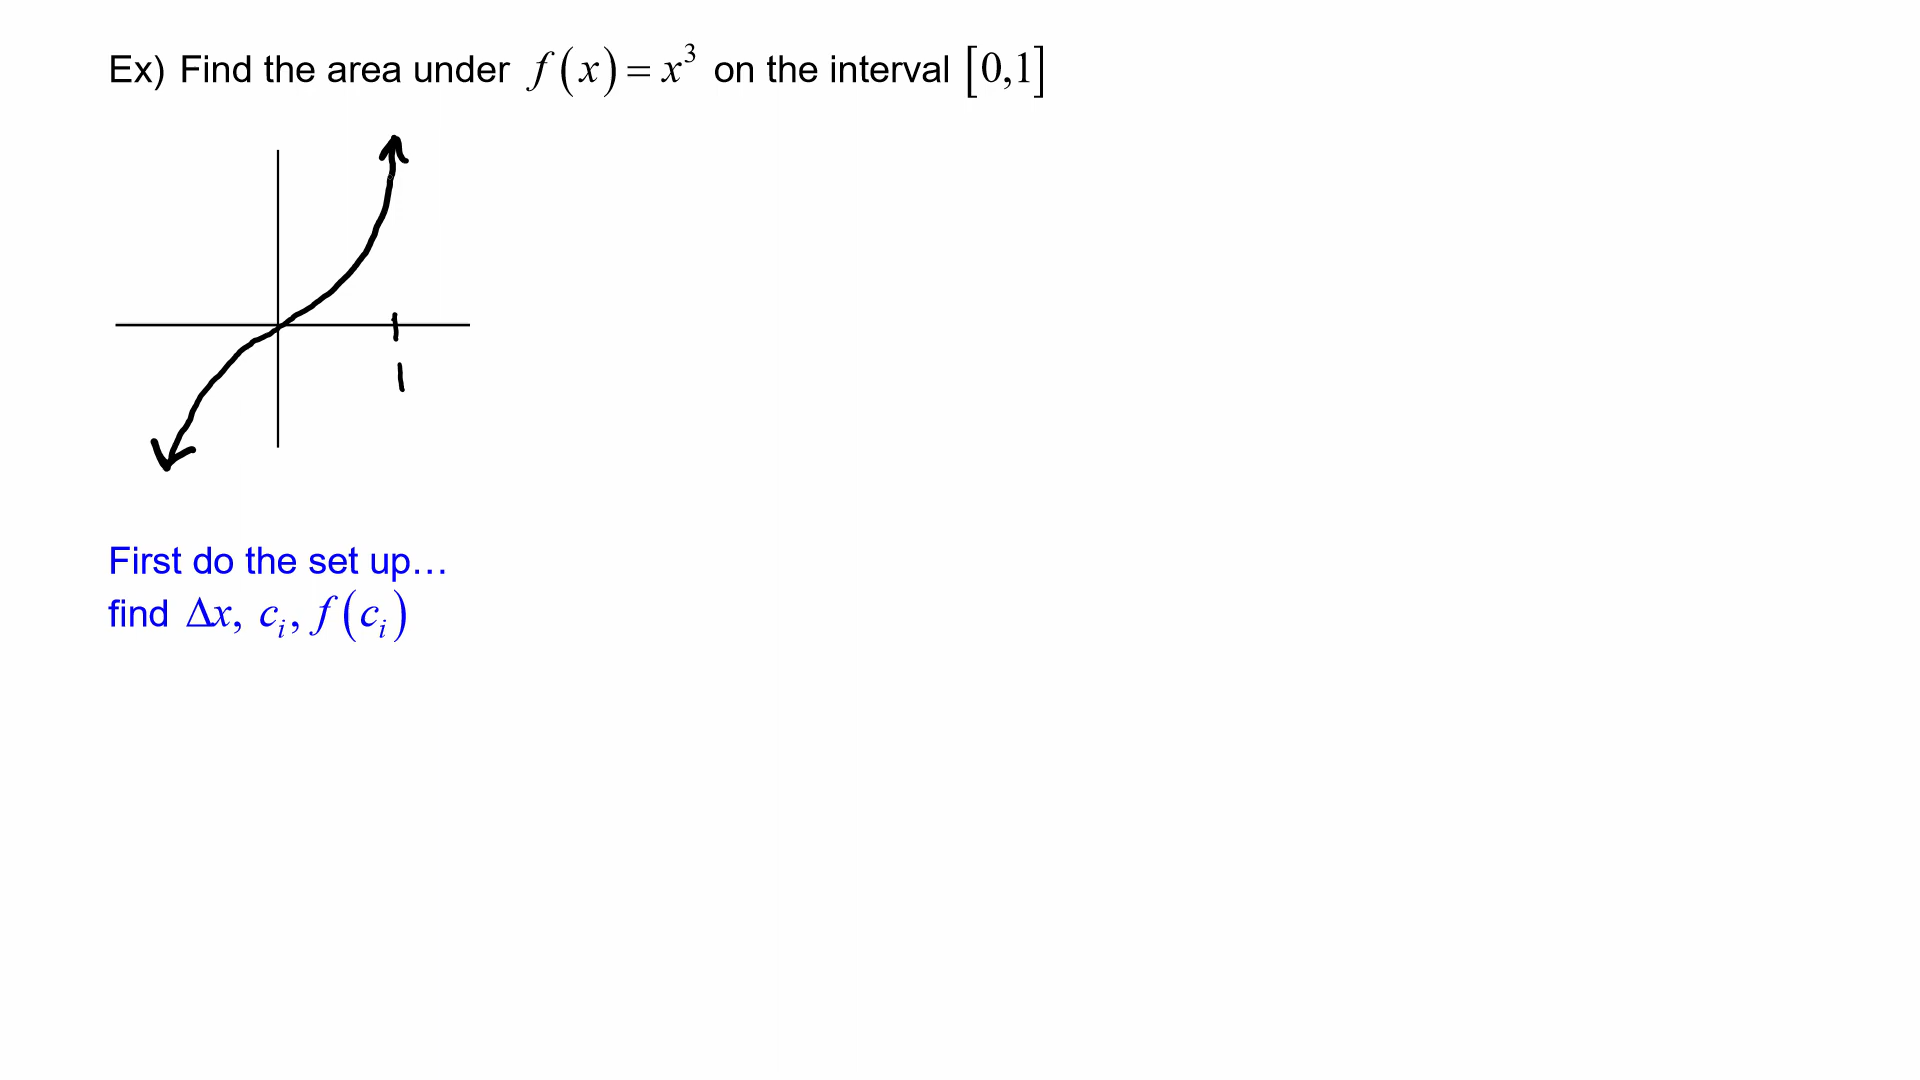 Ex) Find the area under f(x) = x³ on the interval [0,1]
1
First do the set up…
find Δx, cᵢ, f(cᵢ)